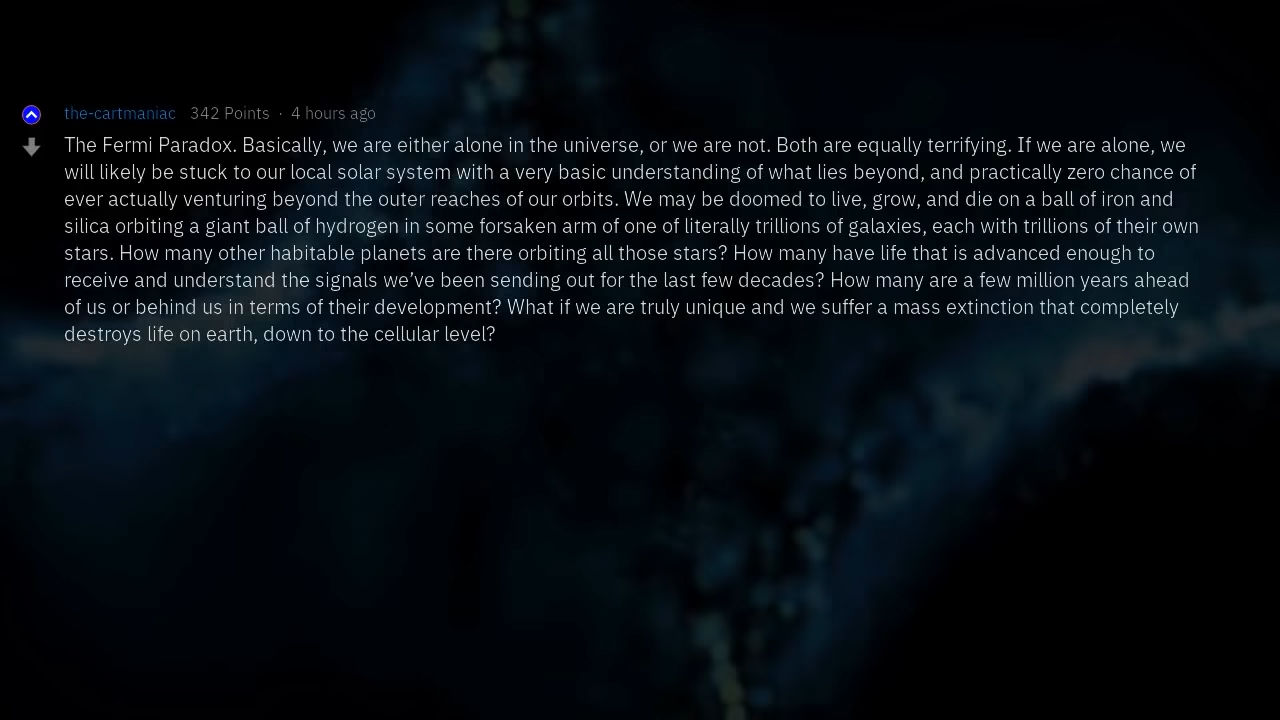 the-cartmaniac 342 Points · 4 hours ago
The Fermi Paradox. Basically, we are either alone in the universe, or we are not. Both are equally terrifying. If we are alone, we
will likely be stuck to our local solar system with a very basic understanding of what lies beyond, and practically zero chance of
ever actually venturing beyond the outer reaches of our orbits. We may be doomed to live, grow, and die on a ball of iron and
silica orbiting a giant ball of hydrogen in some forsaken arm of one of literally trillions of galaxies, each with trillions of their own
stars. How many other habitable planets are there orbiting all those stars? How many have life that is advanced enough to
receive and understand the signals we’ve been sending out for the last few decades? How many are a few million years ahead
of us or behind us in terms of their development? What if we are truly unique and we suffer a mass extinction that completely
destroys life on earth, down to the cellular level?